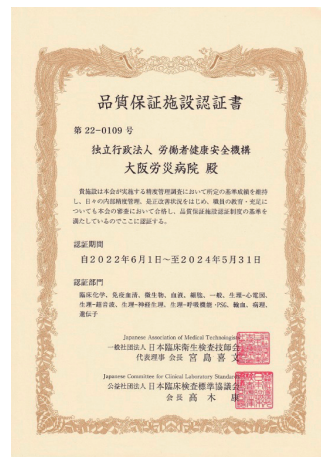 品質保証施設認証書
第 22-0109 号
独立行政法人 労働者健康安全機構
大阪労災病院 殿
貴施設は本会が実施する精度管理調査において所定の基準成績を維持
し、日々の内部精度管理、是正改善状況をはじめ、職員の教育・充足に
ついても本会の審査において合格し、品質保証施設認証制度の基準を
満たしているのでここに認証する。
認証期間
自2022年6月1日～至2024年5月31日
認証部門
臨床化学、免疫血清、微生物、血液、細胞、一般、生理-心電図、
生理-超音波、生理-神経生理、生理-呼吸機能・PSG、輸血、病理、
遺伝子
Japanese Association of Medical Technologists
一般社団法人 日本臨床衛生検査技師会
代表理事 会長 宮 島 喜 文
Japanese Committee for Clinical Laboratory Standards
公益社団法人 日本臨床検査標準協議会
会 長 高 木 康